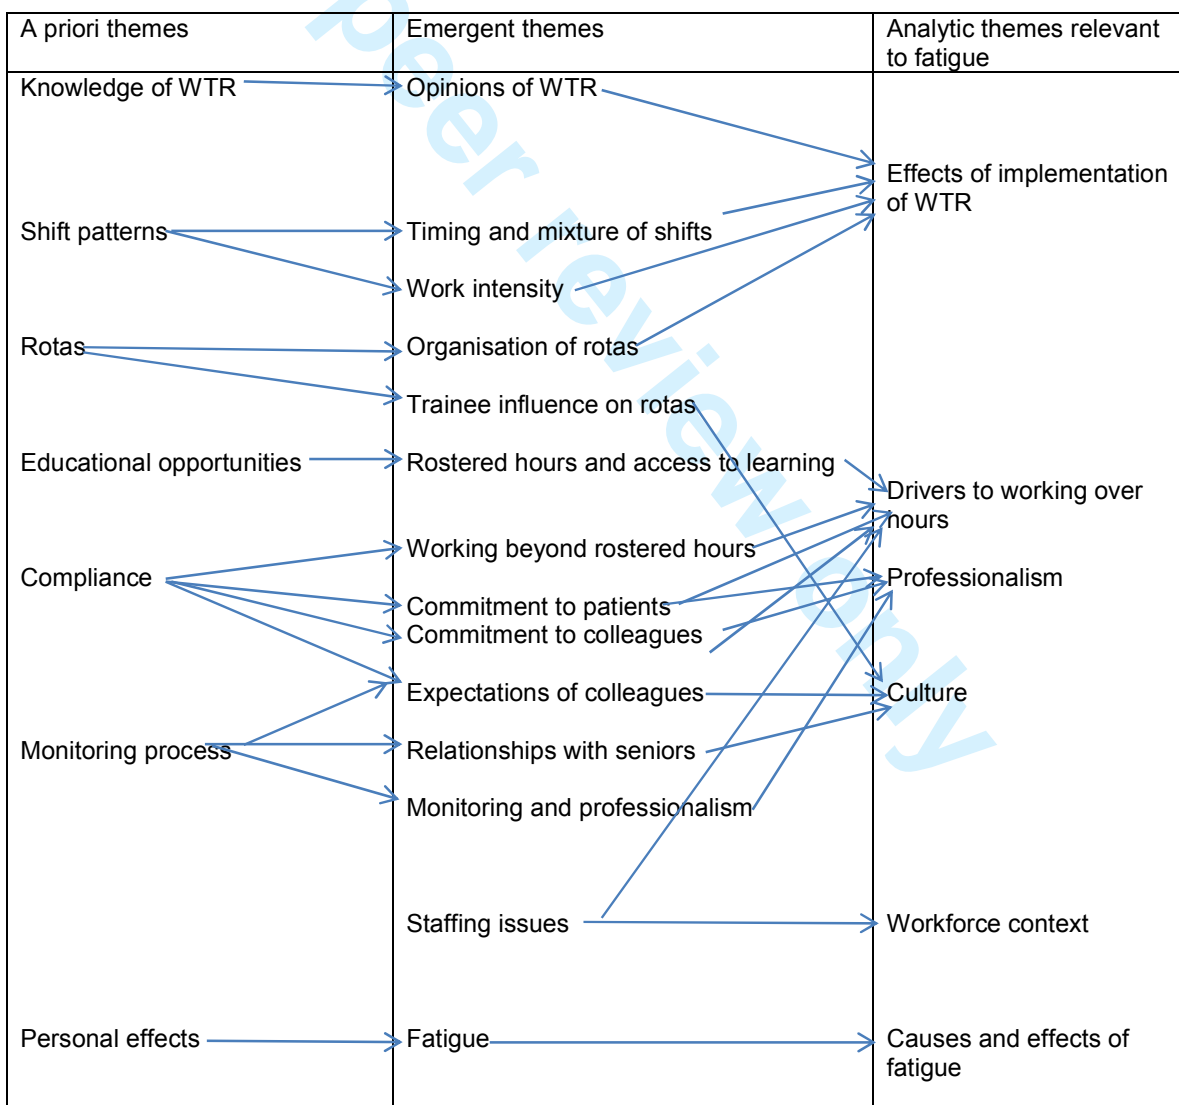 A priori themes
Emergent themes
Analytic themes relevant
to fatigue
Knowledge of WTR
Opinions of WTR
Effects of implementation
of WTR
Shift patterns
Timing and mixture of shifts
Work intensity
Rotas
Organisation of rotas
Trainee influence on rotas
Educational opportunities
Rostered hours and access to learning
Drivers to working over
hours
Working beyond rostered hours
Compliance
Professionalism
Commitment to patients
Commitment to colleagues
Expectations of colleagues
Culture
Monitoring process
Relationships with seniors
Monitoring and professionalism
Staffing issues
Workforce context
Personal effects
Fatigue
Causes and effects of
fatigue
peer review only